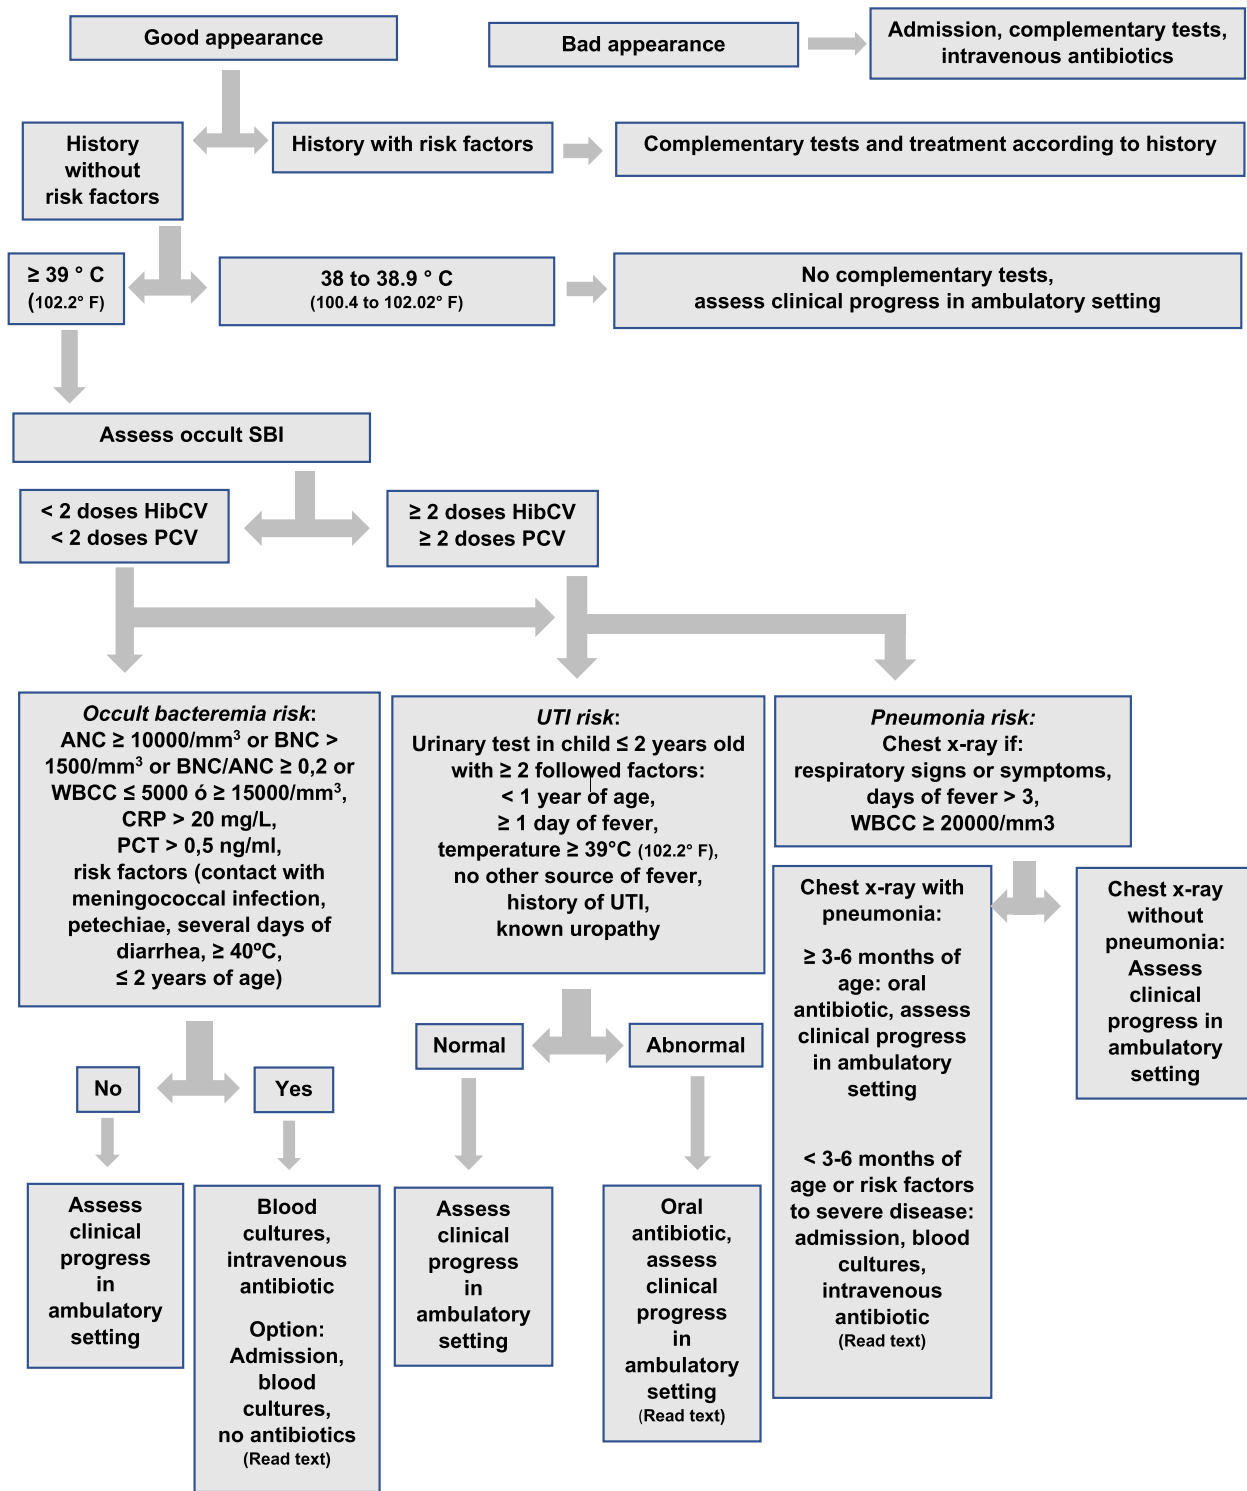 Good appearance
Bad appearance
Admission, complementary tests,
intravenous antibiotics
History
without
risk factors
History with risk factors
Complementary tests and treatment according to history
≥ 39 ° C
(102.2° F)
38 to 38.9 ° C
(100.4 to 102.02° F)
No complementary tests,
assess clinical progress in ambulatory setting
Assess occult SBI
< 2 doses HibCV
< 2 doses PCV
≥ 2 doses HibCV
≥ 2 doses PCV
Occult bacteremia risk:
ANC ≥ 10000/mm³ or BNC >
1500/mm³ or BNC/ANC ≥ 0,2 or
WBCC ≤ 5000 ó ≥ 15000/mm³,
CRP > 20 mg/L,
PCT > 0,5 ng/ml,
risk factors (contact with
meningococcal infection,
petechiae, several days of
diarrhea, ≥ 40ºC,
≤ 2 years of age)
UTI risk:
Urinary test in child ≤ 2 years old
with ≥ 2 followed factors:
< 1 year of age,
≥ 1 day of fever,
temperature ≥ 39°C (102.2° F),
no other source of fever,
history of UTI,
known uropathy
Pneumonia risk:
Chest x-ray if:
respiratory signs or symptoms,
days of fever > 3,
WBCC ≥ 20000/mm3
Chest x-ray with
pneumonia:
≥ 3-6 months of
age: oral
antibiotic, assess
clinical progress
in ambulatory
setting
< 3-6 months of
age or risk factors
to severe disease:
admission, blood
cultures,
intravenous
antibiotic
(Read text)
Chest x-ray
without
pneumonia:
Assess
clinical
progress in
ambulatory
setting
No
Yes
Normal
Abnormal
Assess
clinical
progress
in
ambulatory
setting
Blood
cultures,
intravenous
antibiotic
Option:
Admission,
blood
cultures,
no antibiotics
(Read text)
Assess
clinical
progress
in
ambulatory
setting
Oral
antibiotic,
assess
clinical
progress
in
ambulatory
setting
(Read text)